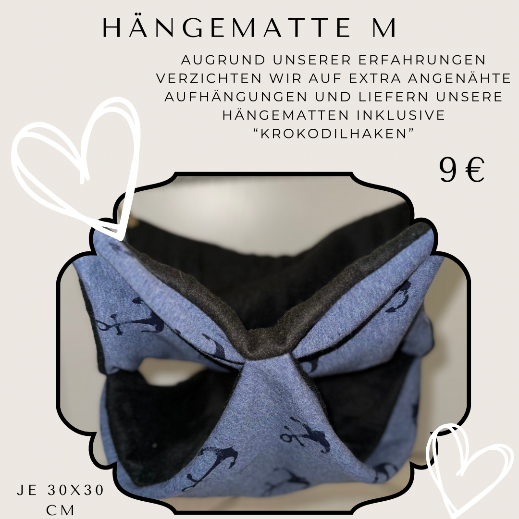 HÄNGEMATTE M
AUGRUND UNSERER ERFAHRUNGEN
VERZICHTEN WIR AUF EXTRA ANGENÄHTE
AUFHÄNGUNGEN UND LIEFERN UNSERE
HÄNGEMATTEN INKLUSIVE
“KROKODILHAKEN”
9€
JE 30X30
CM